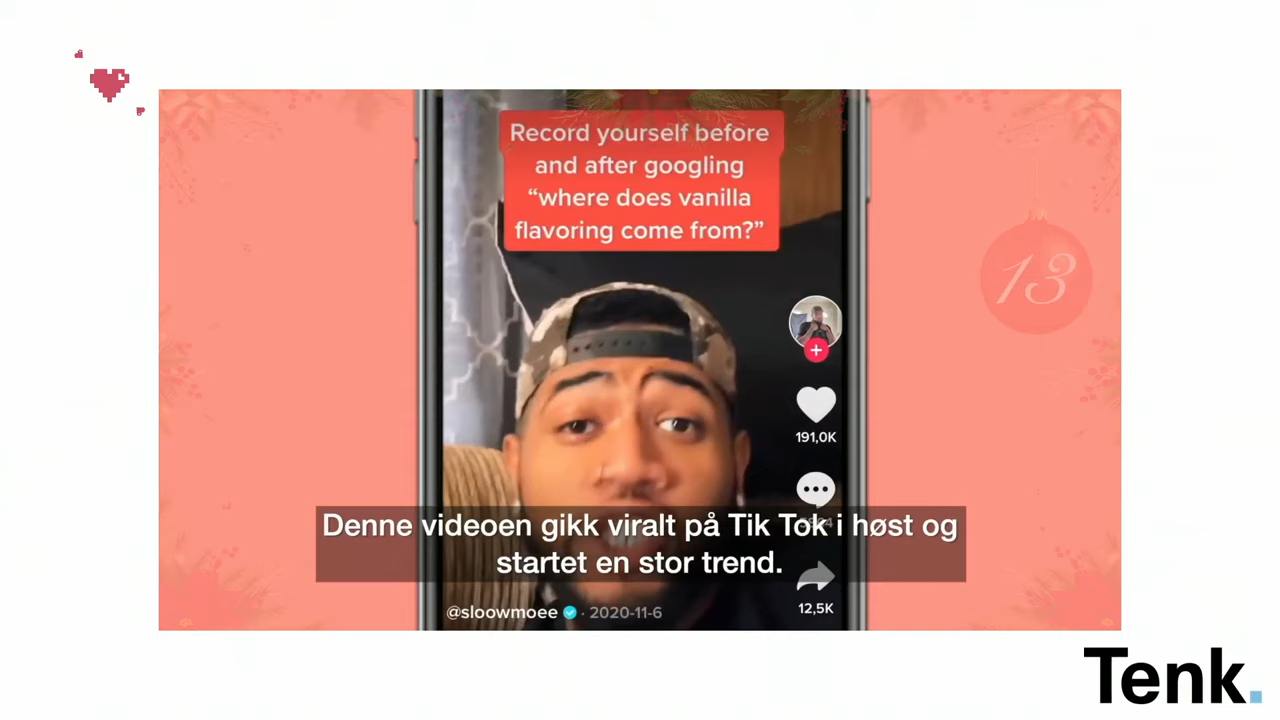 Record yourself before
and after googling
“where does vanilla
flavoring come from?”
13
191,0K
Denne videoen gikk viralt på Tik Tok i høst og
startet en stor trend.
12,5K
@sloowmoee · 2020-11-6
Tenk.